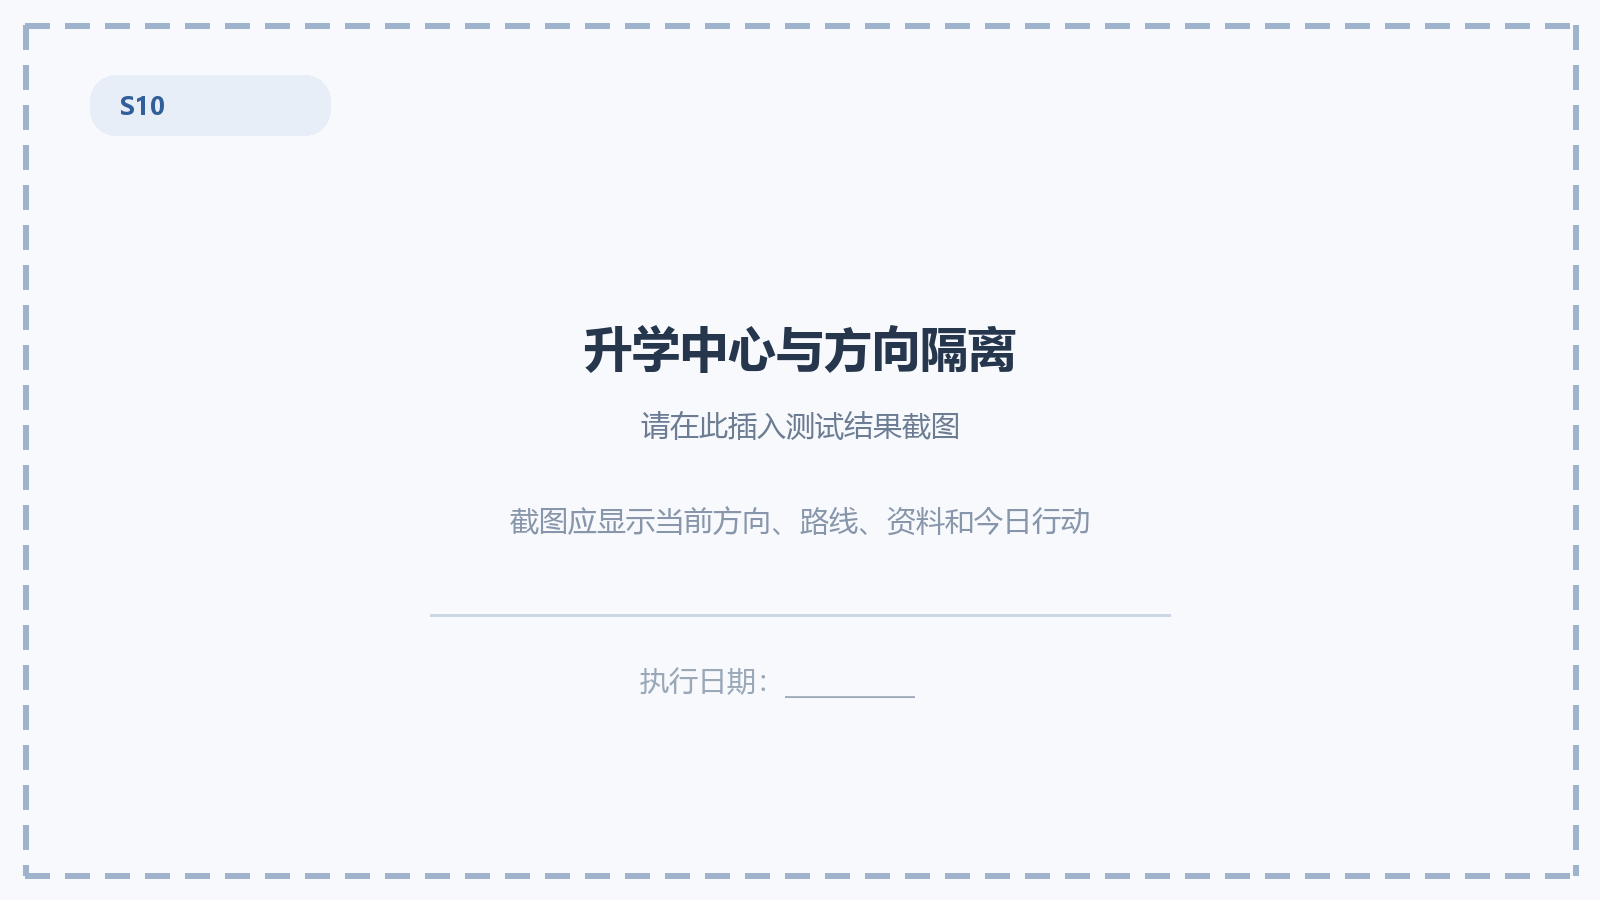 S10
升学中心与方向隔离
请在此插入测试结果截图
截图应显示当前方向、路线、资料和今日行动
执行日期：__________